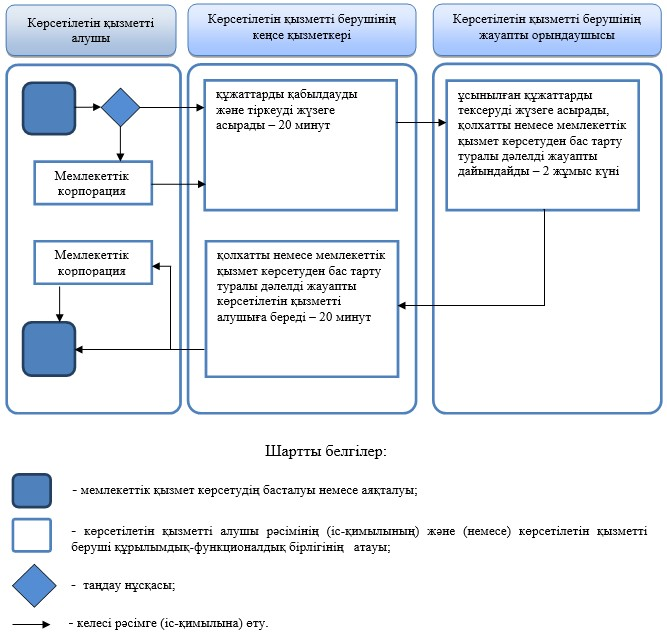 Көрсетілетін қызметті
алушы
Көрсетілетін қызметті берушінің
кеңсе қызметкері
Көрсетілетін қызметті берушінің
жауапты орындаушысы
құжаттарды қабылдауды
және тіркеуді жүзеге
асырады – 20 минут
ұсынылған құжаттарды
тексеруді жүзеге асырады,
қолхатты немесе мемлекеттік
қызмет көрсетуден бас тарту
туралы дәлелді жауапты
дайындайды – 2 жұмыс күні
Мемлекеттік
корпорация
Мемлекеттік
корпорация
қолхатты немесе мемлекеттік
қызмет көрсетуден бас тарту
туралы дәлелді жауапты
көрсетілетін қызметті
алушыға береді – 20 минут
Шартты белгілер:
- мемлекеттік қызмет көрсетудің басталуы немесе аяқталуы;
- көрсетілетін қызметті алушы рәсімінің (іс-қимылының) және (немесе) көрсетілетін қызметті
беруші құрылымдық-функционалдық бірлігінің атауы;
- таңдау нұсқасы;
- келесі рәсімге (іс-қимылына) өту.